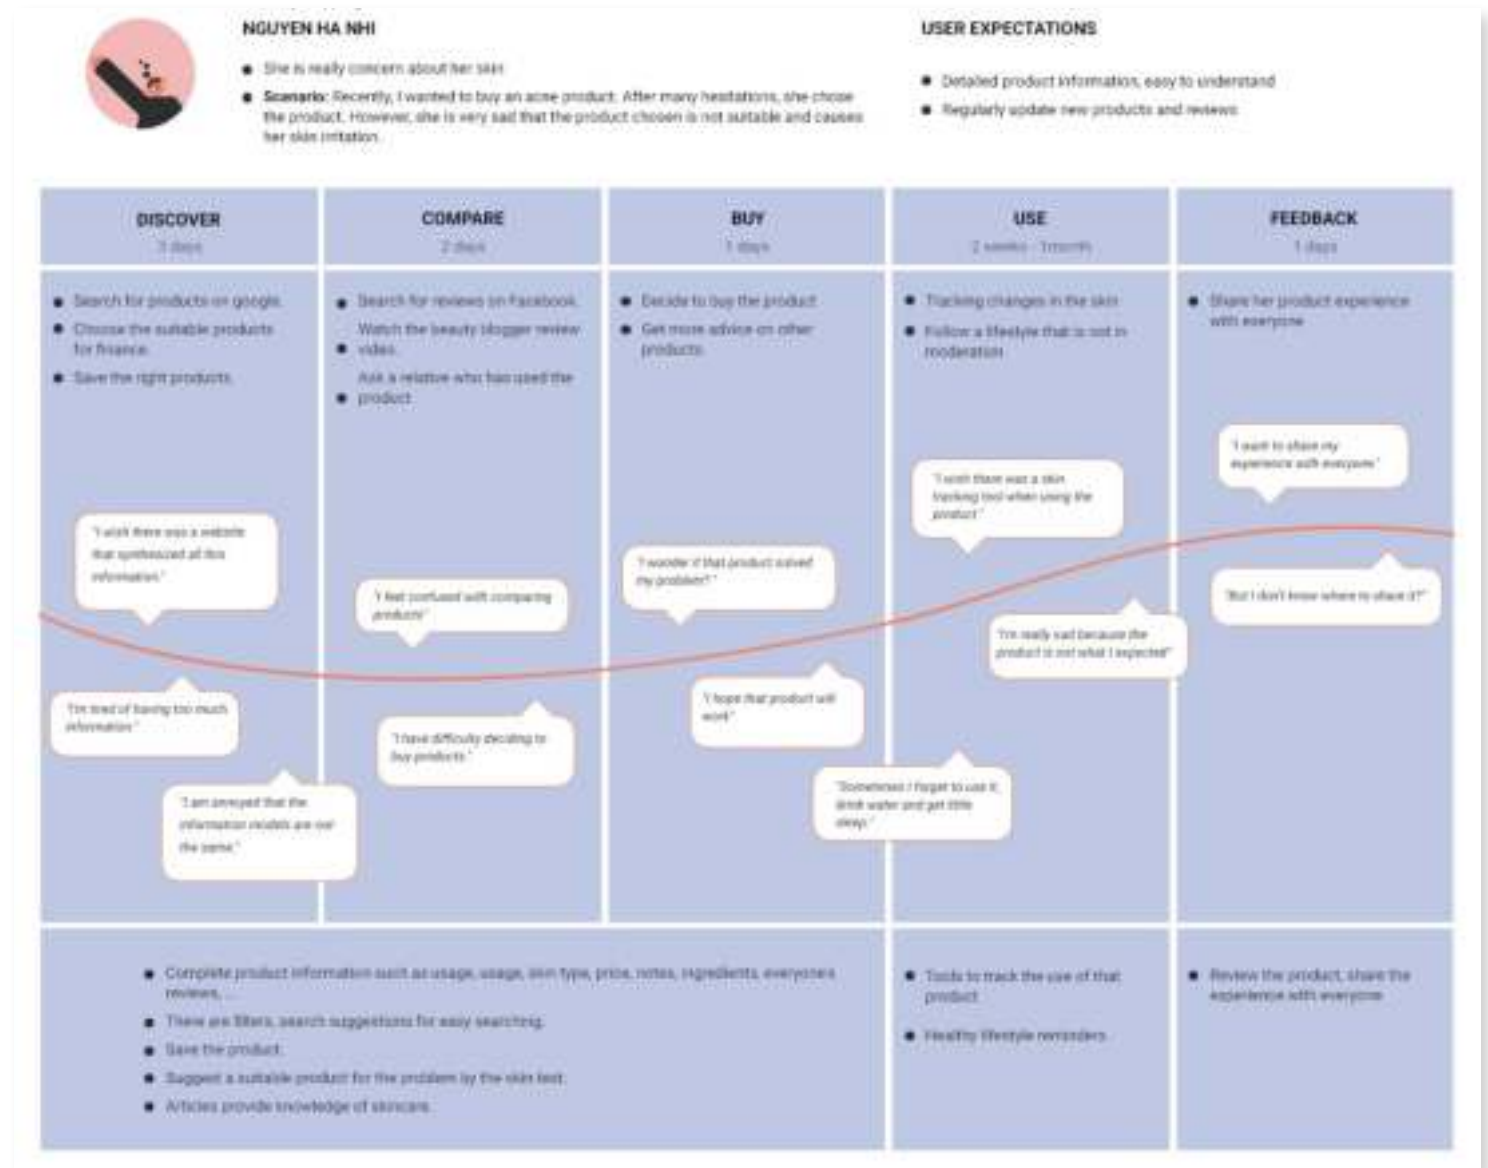 NGUYEN HA NHI
She is really concern about her skin
Scenario: Recently, I wanted to buy an acne product. After many hesitations, she chose
the product. However, she is very sad that the product chosen is not suitable and causes
her skin irritation.
USER EXPECTATIONS
Detailed product information, easy to understand
Regularly update new products and reviews
DISCOVER
3 days
COMPARE
2 days
BUY
1 days
USE
2 weeks - 1month
FEEDBACK
1 days
Search for products on google.
Choose the suitable products
for finance.
Save the right products.
Search for reviews on Facebook.
Watch the beauty blogger review
video.
Ask a relative who has used the
product
Decide to buy the product
Get more advice on other
products.
Tracking changes in the skin
Follow a lifestyle that is not in
moderation
Share her product experience
with everyone
"I wish there was a website
that synthesized all this
information."
"I'm tired of having too much
information."
"I am annoyed that the
information models are not
the same."
"I feel confused with comparing
products"
"I have difficulty deciding to
buy products."
"I wonder if that product solved
my problem?"
"I hope that product will
work"
"I wish there was a skin
tracking tool when using the
product"
"I'm really sad because the
product is not what I expected"
"Sometimes I forget to use it,
drink water and get little
sleep."
"I want to share my
experience with everyone"
"But I don't know where to share it?"
Complete product information such as usage, usage, skin type, price, notes, ingredients, everyone's
reviews, ...
There are filters, search suggestions for easy searching.
Save the product.
Suggest a suitable product for the problem by the skin test.
Articles provide knowledge of skincare.
Tools to track the use of that
product
Healthy lifestyle reminders.
Review the product, share the
experience with everyone